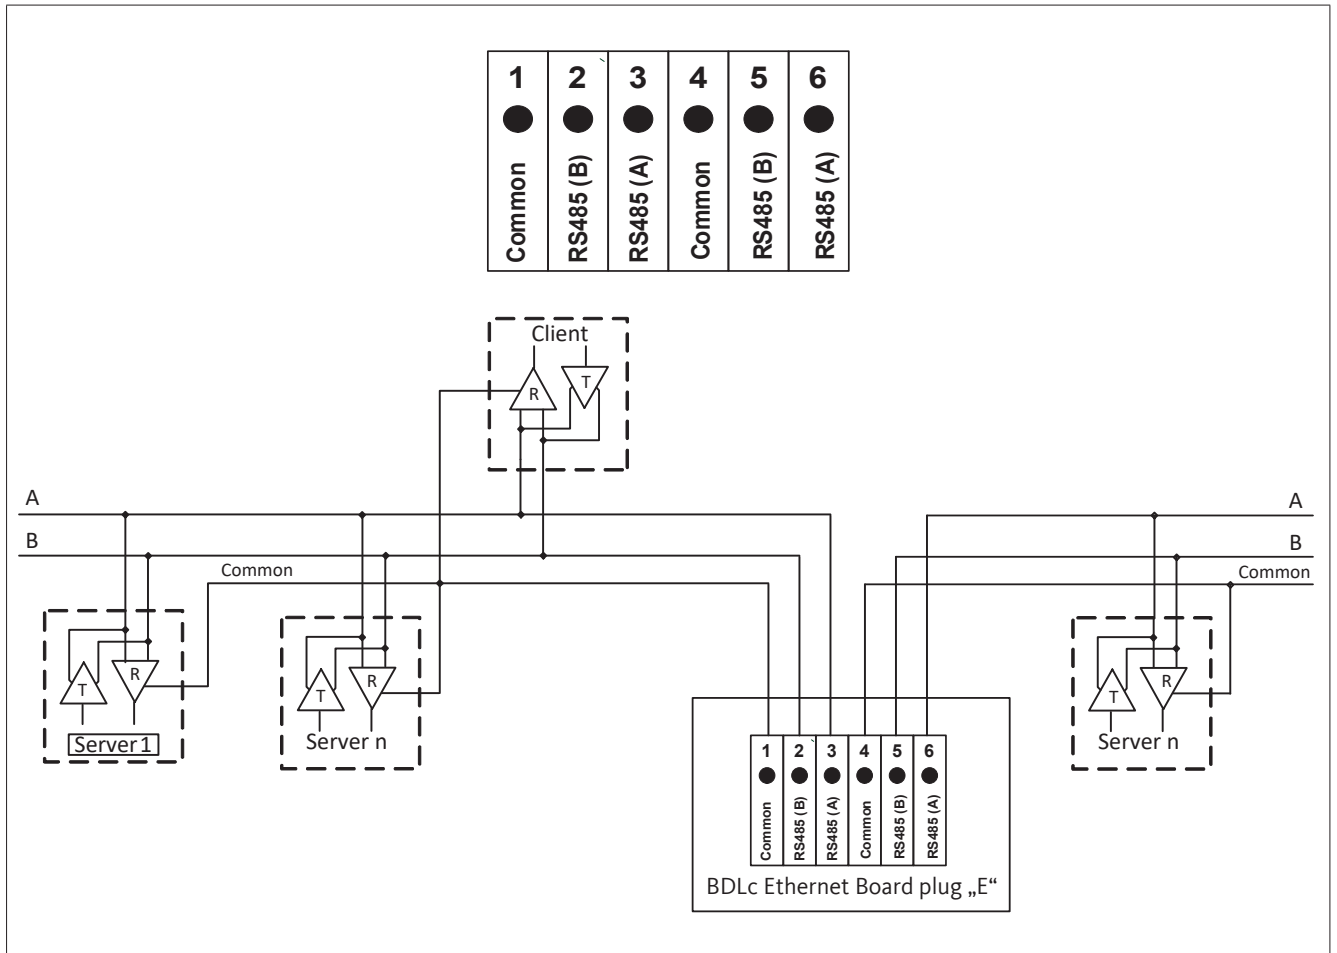 1 2 3 4 5 6
Common RS485 (B) RS485 (A) Common RS485 (B) RS485 (A)
Client
R T
A A
B B
Common Common
T R T R T R
Server 1 Server n Server n
1 2 3 4 5 6
Common RS485 (B) RS485 (A) Common RS485 (B) RS485 (A)
BDLc Ethernet Board plug „E“